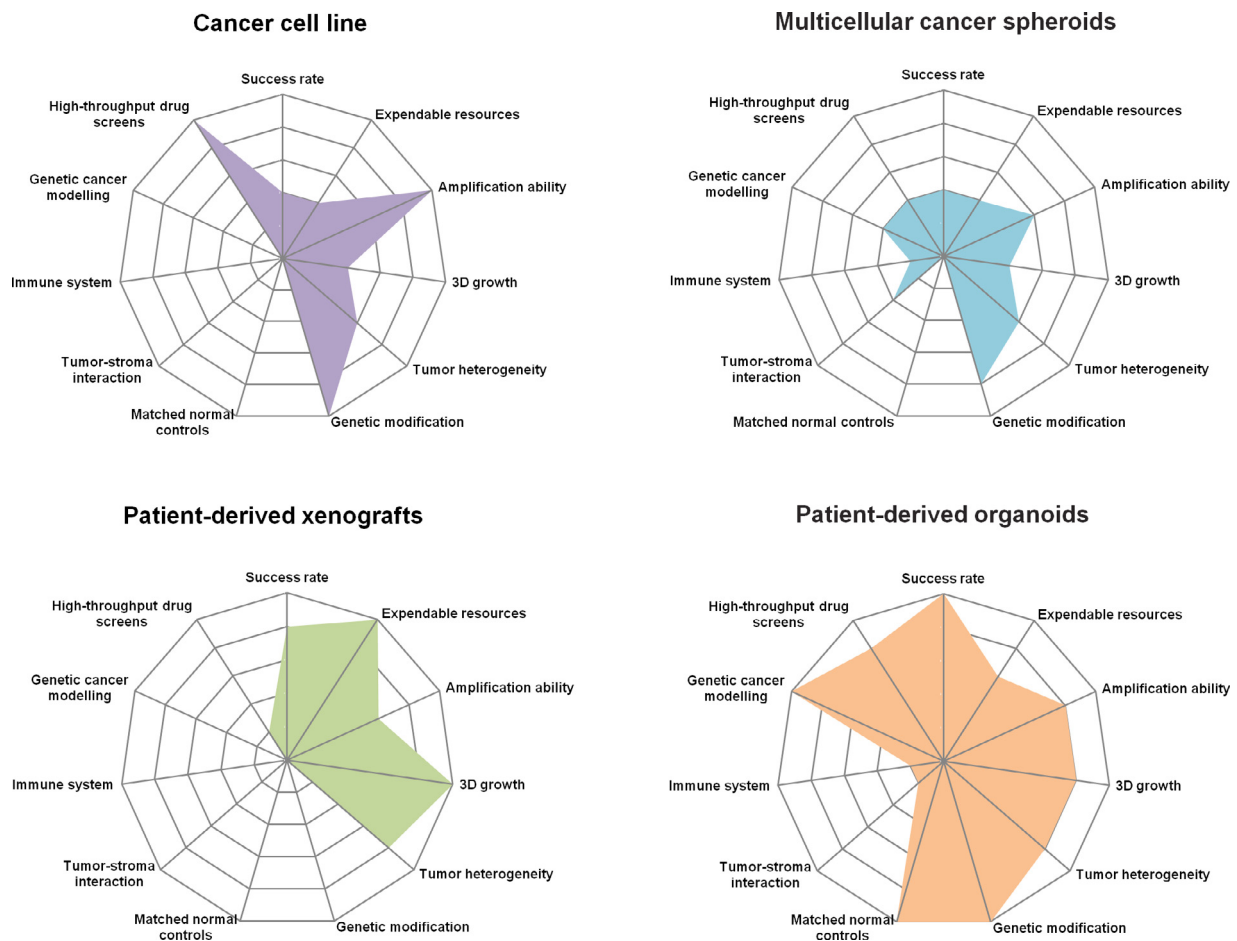 Cancer cell line
Success rate
High-throughput drug
screens
Expendable resources
Genetic cancer
modelling
Amplification ability
Immune system
3D growth
Tumor-stroma
interaction
Tumor heterogeneity
Matched normal
controls
Genetic modification
Multicellular cancer spheroids
Success rate
High-throughput drug
screens
Expendable resources
Genetic cancer
modelling
Amplification ability
Immune system
3D growth
Tumor-stroma
interaction
Tumor heterogeneity
Matched normal controls
Genetic modification
Patient-derived xenografts
Success rate
High-throughput drug
screens
Expendable resources
Genetic cancer
modelling
Amplification ability
Immune system
3D growth
Tumor-stroma
interaction
Tumor heterogeneity
Matched normal
controls
Genetic modification
Patient-derived organoids
Success rate
High-throughput drug
screens
Expendable resources
Genetic cancer
modelling
Amplification ability
Immune system
3D growth
Tumor-stroma
interaction
Tumor heterogeneity
Matched normal
controls
Genetic modification